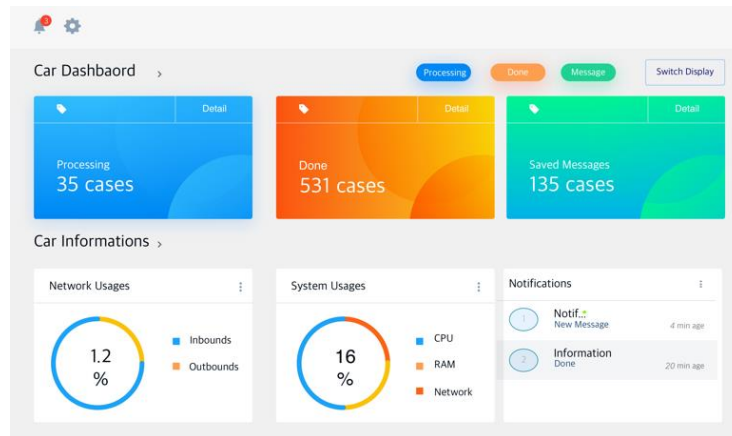 3
Car Dashbaord
Processing
Done
Message
Switch Display
Detail
Processing
35 cases
Detail
Done
531 cases
Detail
Saved Messages
135 cases
Car Informations
Network Usages
1.2
%
Inbounds
Outbounds
System Usages
16
%
CPU
RAM
Network
Notifications
1
Notif..
New Message
4 min age
2
Information
Done
20 min age